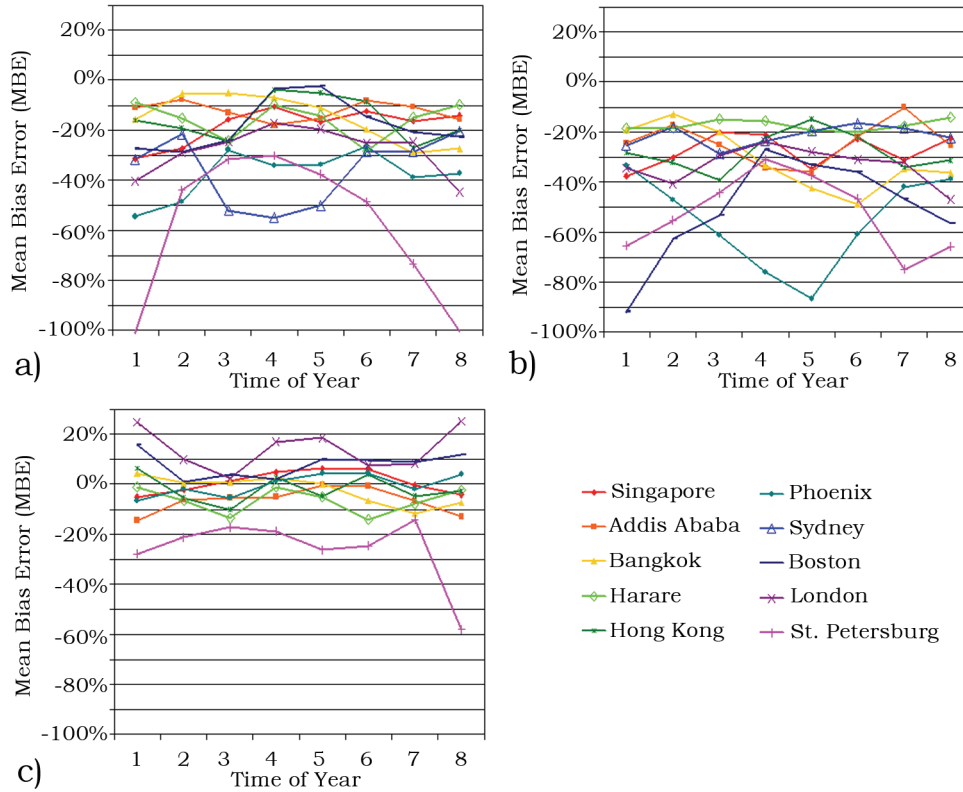 Mean Bias Error (MBE)
20%
0%
-20%
-40%
-60%
-80%
-100%
1 2 3 4 5 6 7 8
Time of Year
a)
Mean Bias Error (MBE)
20%
0%
-20%
-40%
-60%
-80%
-100%
1 2 3 4 5 6 7 8
Time of Year
b)
Mean Bias Error (MBE)
20%
0%
-20%
-40%
-60%
-80%
-100%
1 2 3 4 5 6 7 8
Time of Year
c)
Singapore
Addis Ababa
Bangkok
Harare
Hong Kong
Phoenix
Sydney
Boston
London
St. Petersburg